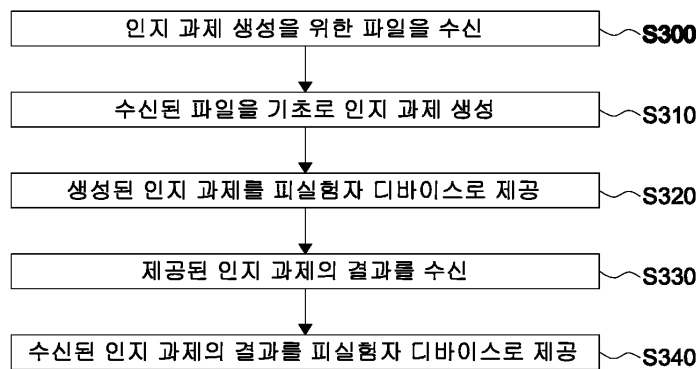 인지 과제 생성을 위한 파일을 수신 S300
수신된 파일을 기초로 인지 과제 생성 S310
생성된 인지 과제를 피실험자 디바이스로 제공 S320
제공된 인지 과제의 결과를 수신 S330
수신된 인지 과제의 결과를 피실험자 디바이스로 제공 S340